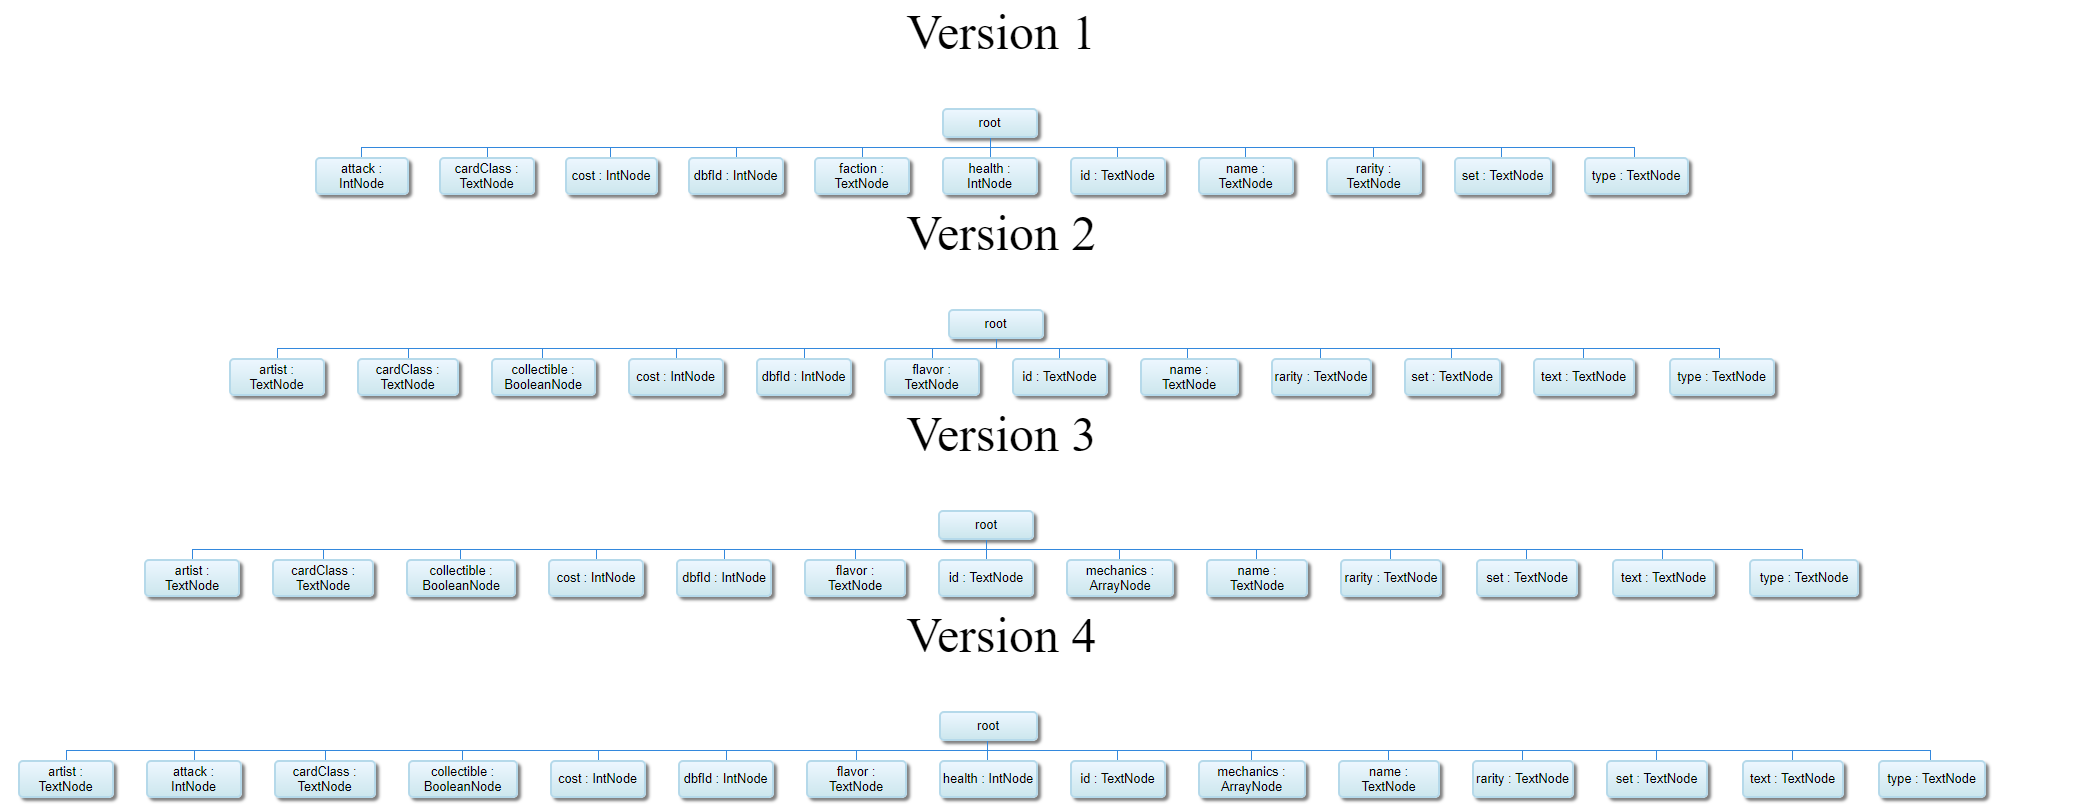 Version 1
root
attack :
IntNode
cardClass :
TextNode
cost : IntNode
dbfId : IntNode
faction :
TextNode
health :
IntNode
id : TextNode
name :
TextNode
rarity :
TextNode
set : TextNode
type : TextNode
Version 2
root
artist :
TextNode
cardClass :
TextNode
collectible :
BooleanNode
cost : IntNode
dbfId : IntNode
flavor :
TextNode
id : TextNode
name :
TextNode
rarity : TextNode
set : TextNode
text : TextNode
type : TextNode
Version 3
root
artist :
TextNode
cardClass :
TextNode
collectible :
BooleanNode
cost : IntNode
dbfId : IntNode
flavor :
TextNode
id : TextNode
mechanics :
ArrayNode
name :
TextNode
rarity : TextNode
set : TextNode
text : TextNode
type : TextNode
Version 4
root
artist :
TextNode
attack :
IntNode
cardClass :
TextNode
collectible :
BooleanNode
cost : IntNode
dbfId : IntNode
flavor :
TextNode
health : IntNode
id : TextNode
mechanics :
ArrayNode
name :
TextNode
rarity : TextNode
set : TextNode
text : TextNode
type : TextNode